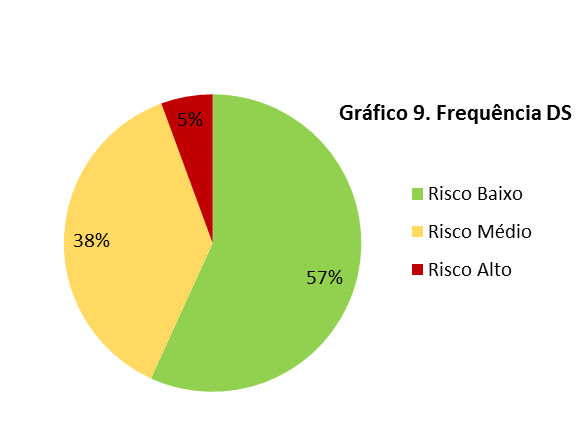 Gráfico 9. Frequência DS
5%
38%
57%
Risco Baixo
Risco Médio
Risco Alto